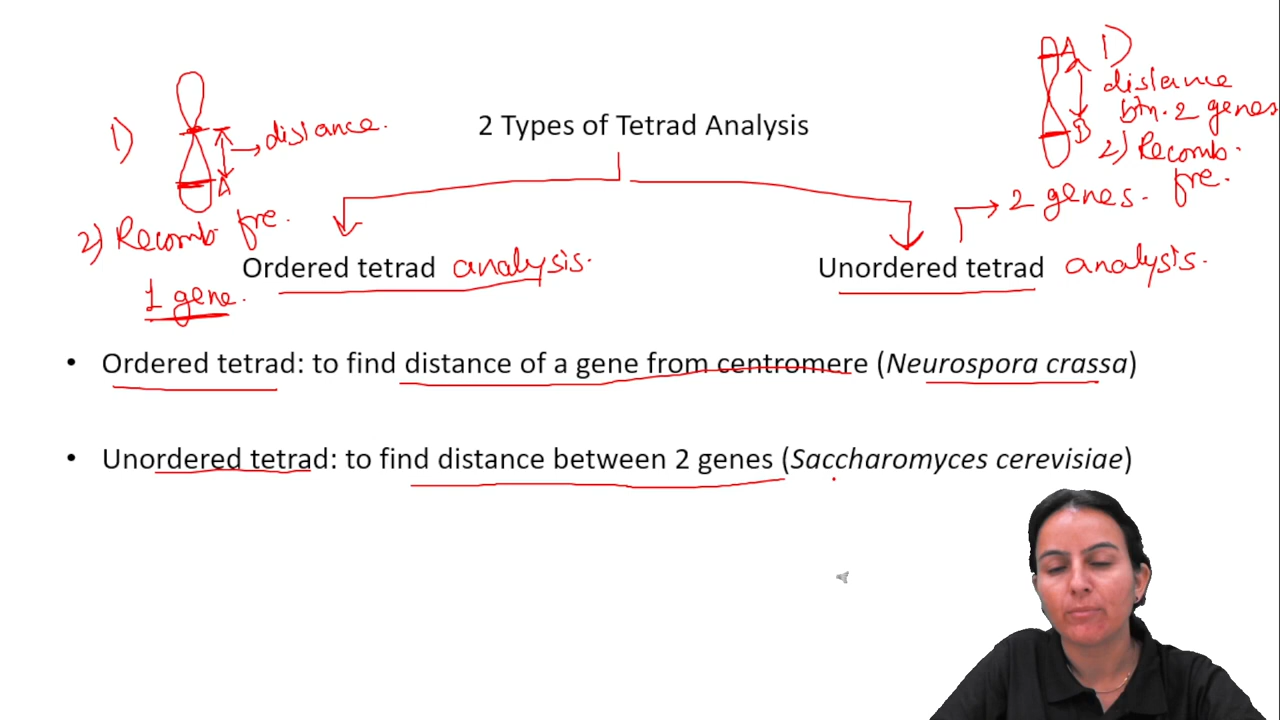 A 1)
distance
btn. 2 genes
B 2) Recomb.
fre.
1) distance.
2 Types of Tetrad Analysis
A
2) Recomb fre.
2 genes.
Ordered tetrad analysis.
Unordered tetrad analysis.
1 gene.
• Ordered tetrad: to find distance of a gene from centromere (Neurospora crassa)
• Unordered tetrad: to find distance between 2 genes (Saccharomyces cerevisiae)